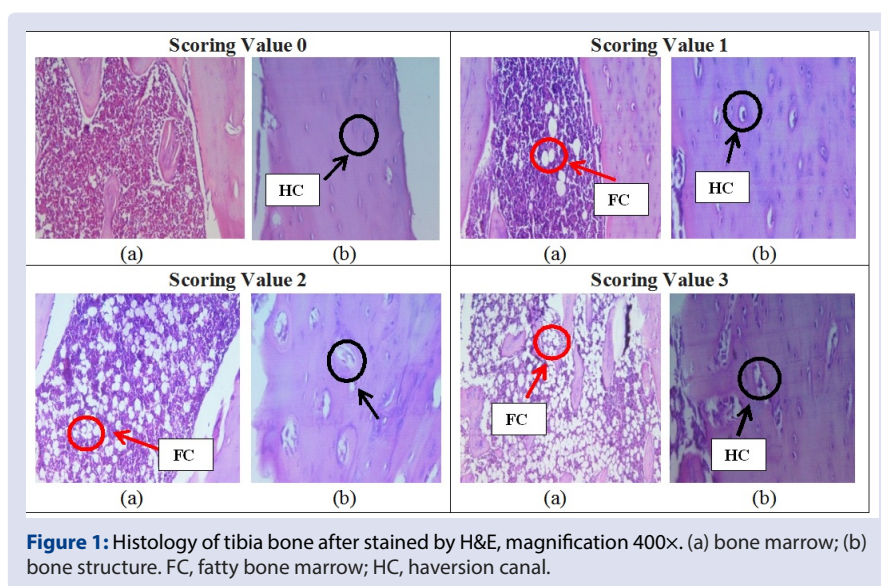 Scoring Value 0
HC
(a) (b)
Scoring Value 1
FC
HC
(a) (b)
Scoring Value 2
FC
(a) (b)
Scoring Value 3
FC
HC
(a) (b)
Figure 1: Histology of tibia bone after stained by H&E, magnification 400×. (a) bone marrow; (b)
bone structure. FC, fatty bone marrow; HC, haversion canal.